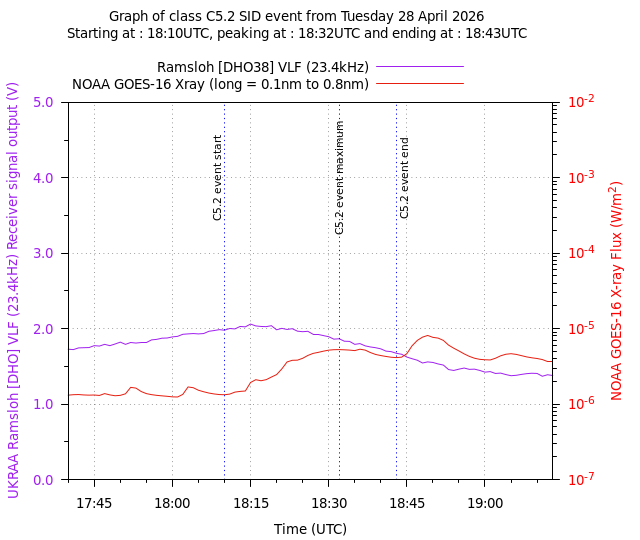 Graph of class C5.2 SID event from Tuesday 28 April 2026
Starting at : 18:10UTC, peaking at : 18:32UTC and ending at : 18:43UTC
Ramsloh [DHO38] VLF (23.4kHz)
NOAA GOES-16 Xray (long = 0.1nm to 0.8nm)
UKRAA Ramsloh [DHO] VLF (23.4kHz) Receiver signal output (V)
5.0
4.0
3.0
2.0
1.0
0.0
C5.2 event start
C5.2 event maximum
C5.2 event end
10^-2
10^-3
10^-4
10^-5
10^-6
10^-7
NOAA GOES-16 X-ray Flux (W/m²)
17:45 18:00 18:15 18:30 18:45 19:00
Time (UTC)